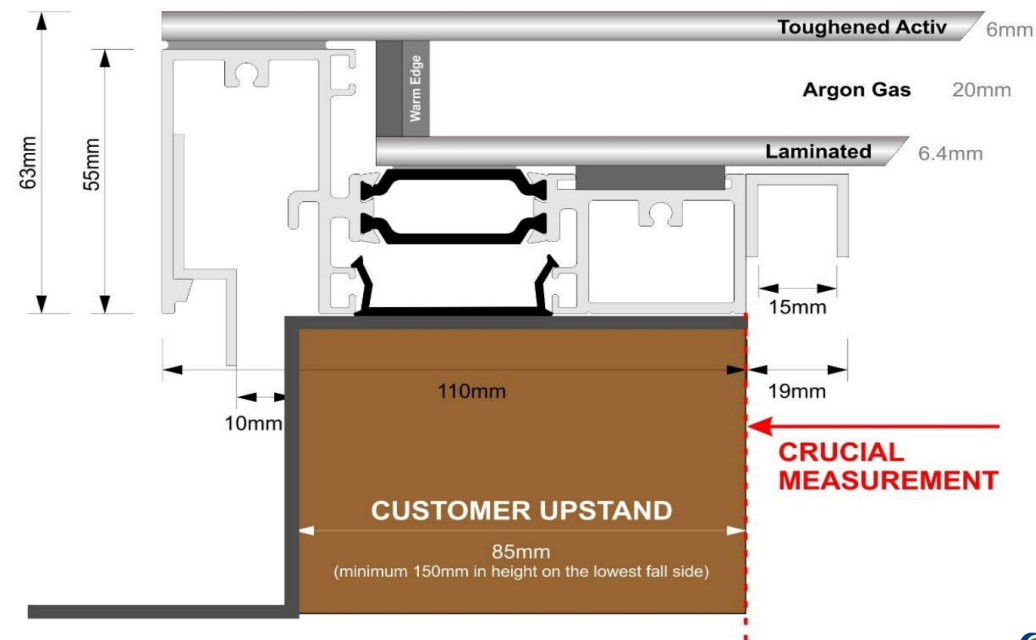 Toughened Activ 6mm
Warm Edge
Argon Gas 20mm
Laminated 6.4mm
63mm
55mm
15mm
110mm
19mm
10mm
CRUCIAL
MEASUREMENT
CUSTOMER UPSTAND
85mm
(minimum 150mm in height on the lowest fall side)